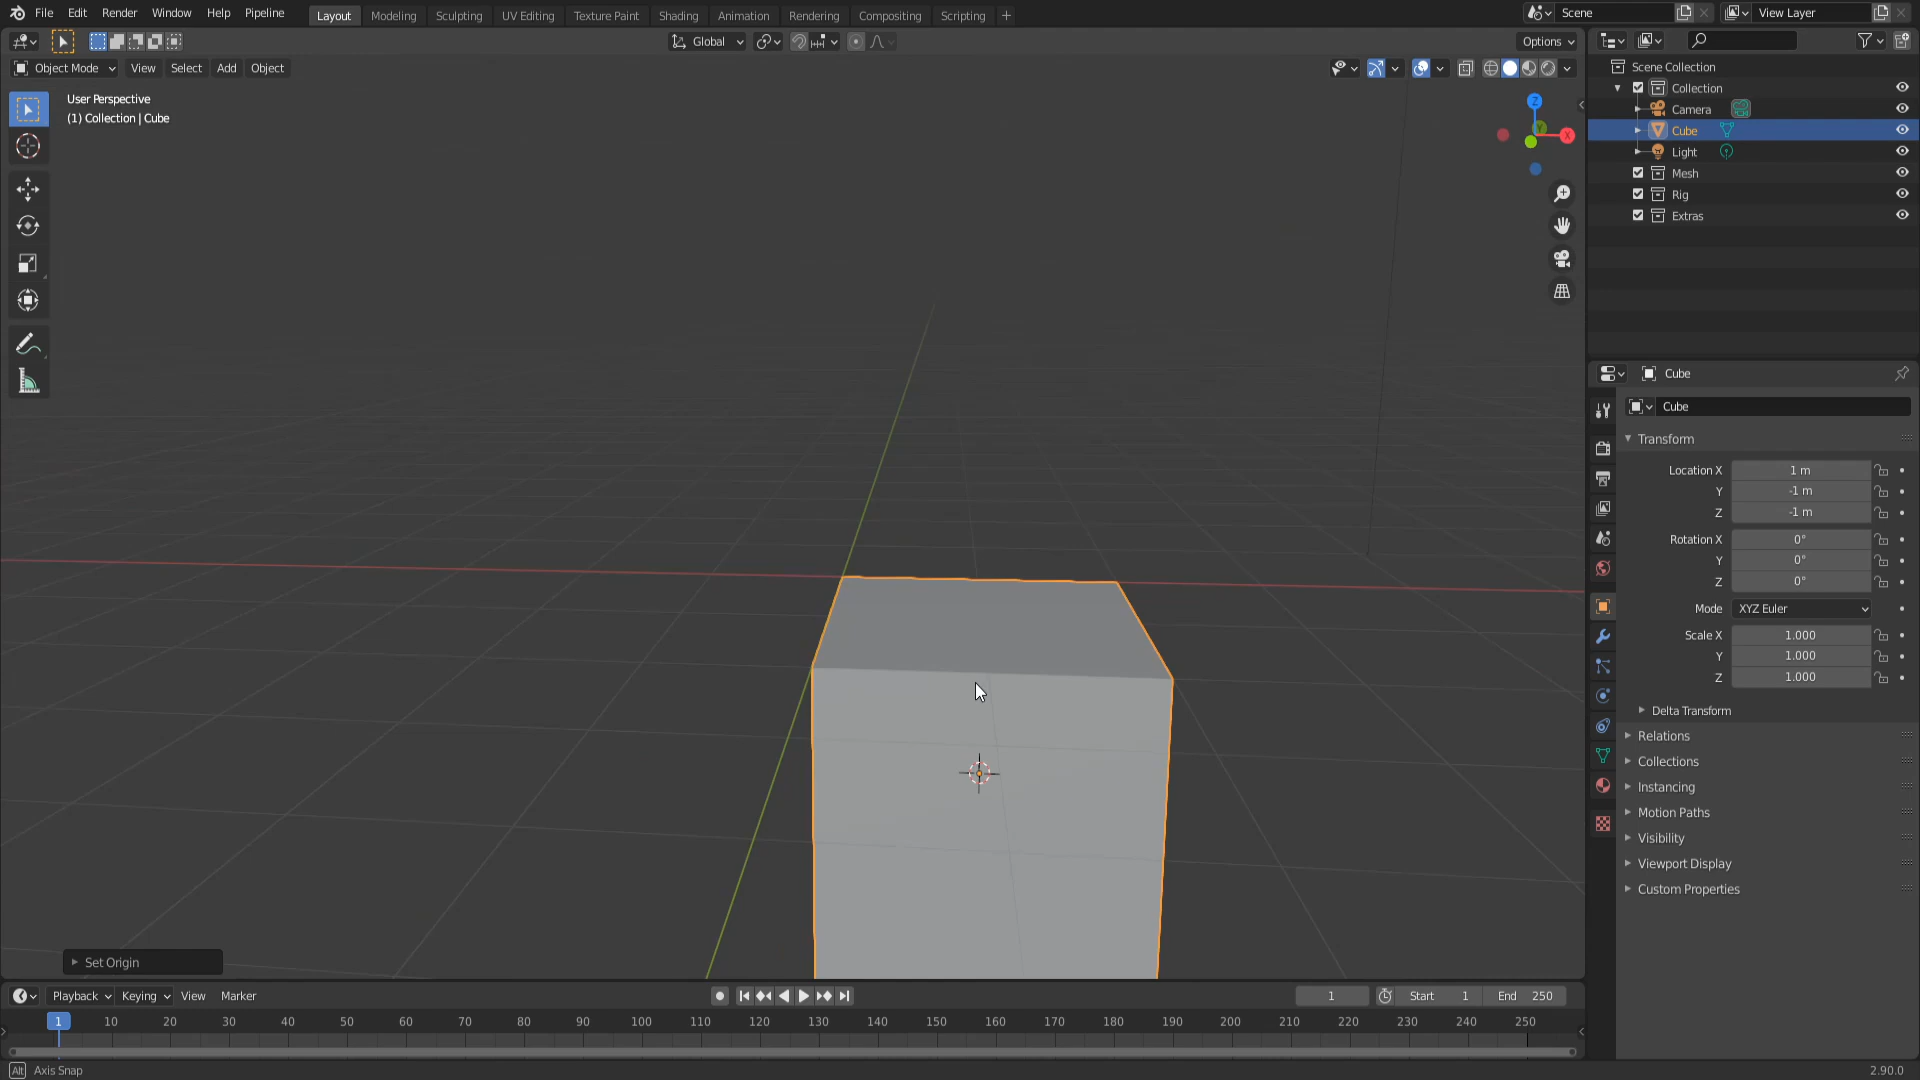 File Edit Render Window Help Pipeline
Layout Modeling Sculpting UV Editing Texture Paint Shading Animation Rendering Compositing Scripting +
Scene View Layer
Global Options
Object Mode View Select Add Object
User Perspective
(1) Collection | Cube
Z
Y
X
Scene Collection
Collection
Camera
Cube
Light
Mesh
Rig
Extras
Cube
Cube
Transform
Location X 1 m
Y -1 m
Z -1 m
Rotation X 0°
Y 0°
Z 0°
Mode XYZ Euler
Scale X 1.000
Y 1.000
Z 1.000
Delta Transform
Relations
Collections
Instancing
Motion Paths
Visibility
Viewport Display
Custom Properties
Set Origin
Playback Keying View Marker
1 Start 1 End 250
1 10 20 30 40 50 60 70 80 90 100 110 120 130 140 150 160 170 180 190 200 210 220 230 240 250
Alt Axis Snap
2.90.0